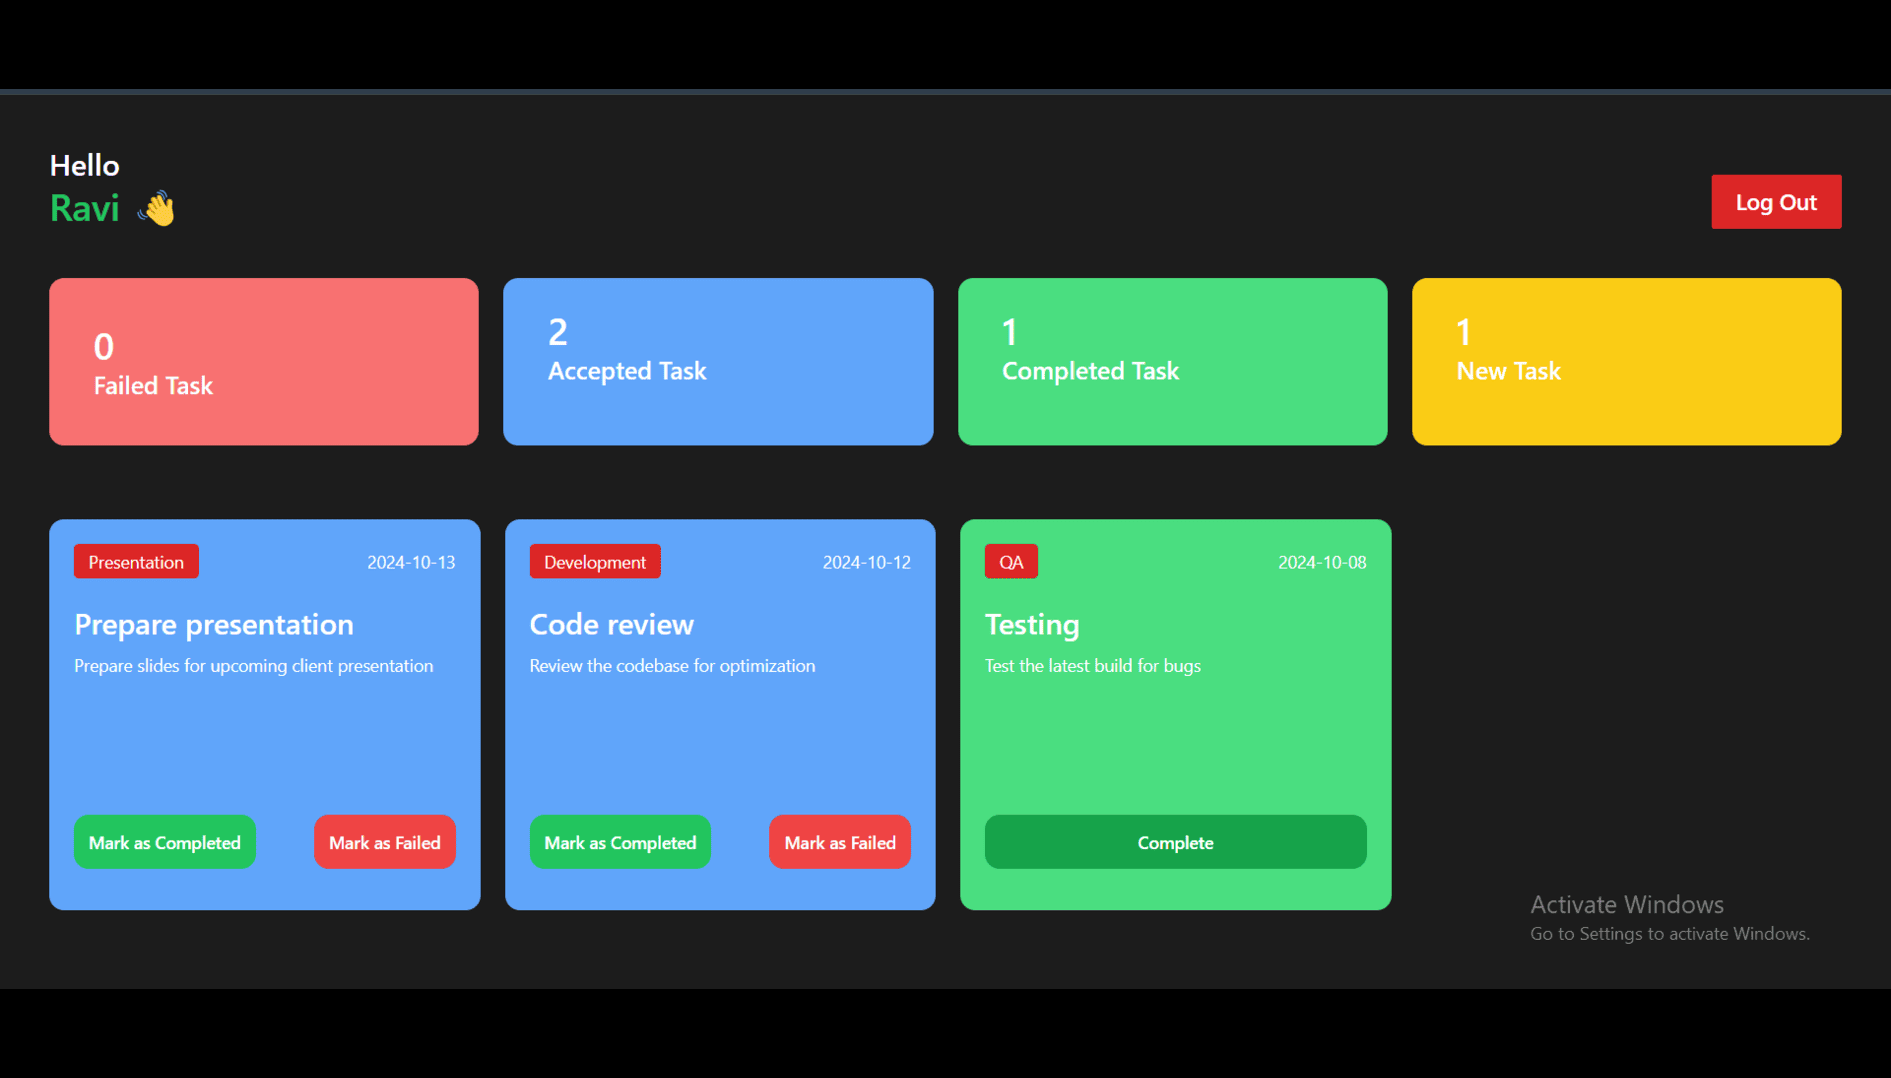 Hello
Ravi 👋
Log Out
0
Failed Task
2
Accepted Task
1
Completed Task
1
New Task
Presentation 2024-10-13
Prepare presentation
Prepare slides for upcoming client presentation
Mark as Completed Mark as Failed
Development 2024-10-12
Code review
Review the codebase for optimization
Mark as Completed Mark as Failed
QA 2024-10-08
Testing
Test the latest build for bugs
Complete
Activate Windows
Go to Settings to activate Windows.